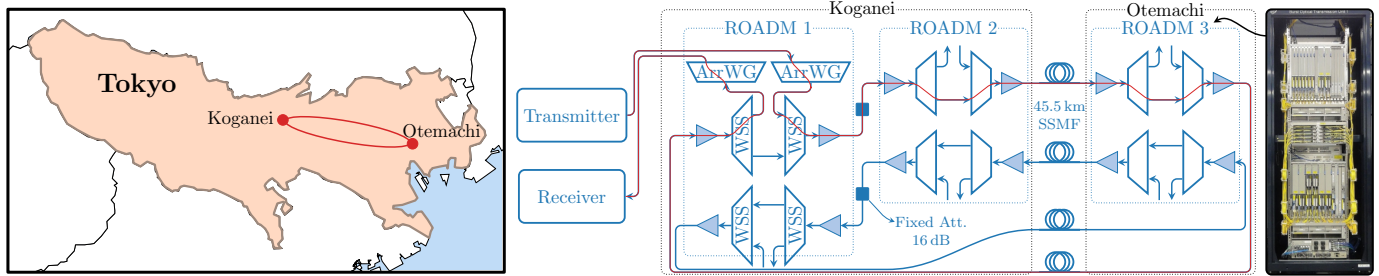 Tokyo
Koganei
Otemachi
Koganei
Otemachi
ROADM 1
ROADM 2
ROADM 3
ArrWG
ArrWG
Transmitter
Receiver
WSS
WSS
WSS
WSS
45.5 km
SSMF
Fixed Att.
16 dB